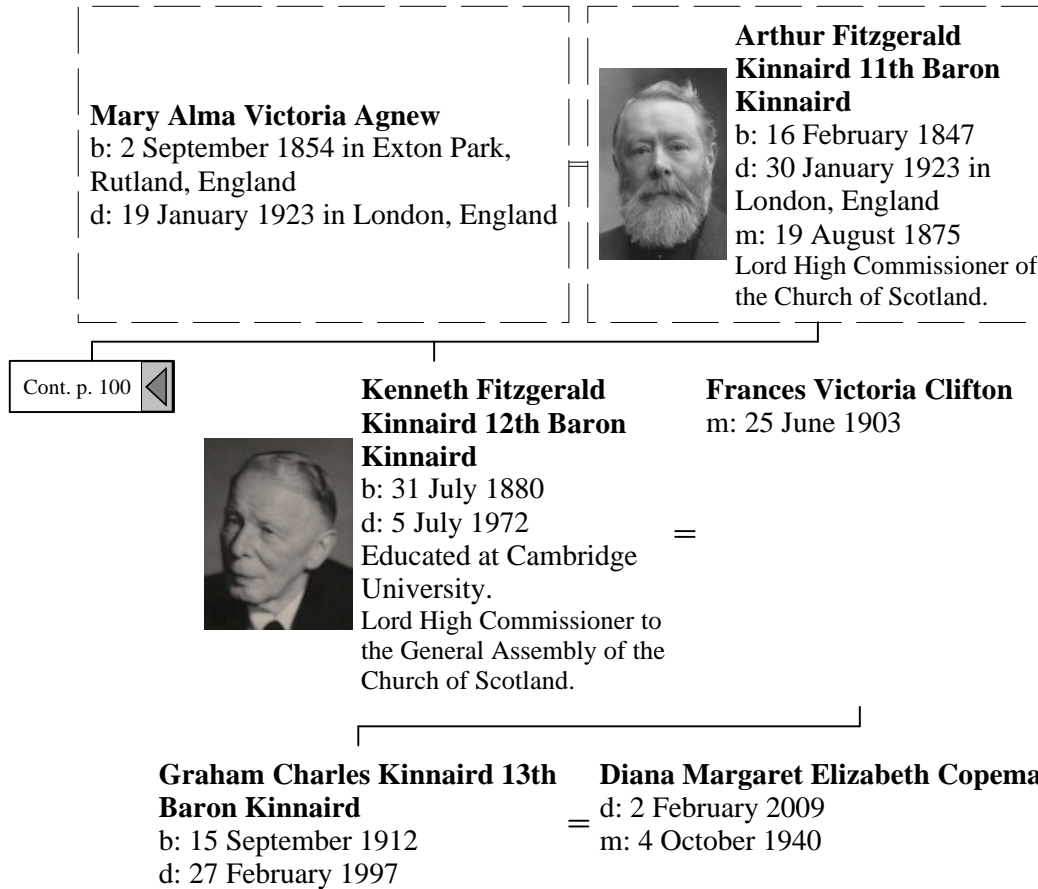 Mary Alma Victoria Agnew
b: 2 September 1854 in Exton Park,
Rutland, England
d: 19 January 1923 in London, England
Arthur Fitzgerald
Kinnaird 11th Baron
Kinnaird
b: 16 February 1847
d: 30 January 1923 in
London, England
m: 19 August 1875
Lord High Commissioner of
the Church of Scotland.
Cont. p. 100
Kenneth Fitzgerald
Kinnaird 12th Baron
Kinnaird
b: 31 July 1880
d: 5 July 1972
Educated at Cambridge
University.
Lord High Commissioner to
the General Assembly of the
Church of Scotland.
=
Frances Victoria Clifton
m: 25 June 1903
Graham Charles Kinnaird 13th
Baron Kinnaird
b: 15 September 1912
d: 27 February 1997
=
Diana Margaret Elizabeth Copema
d: 2 February 2009
m: 4 October 1940